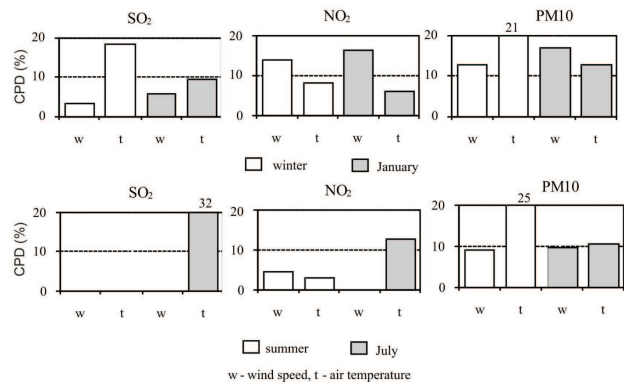 SO₂ NO₂ PM10
21
CPD (%)
20 20 20
10 10 10
0 0 0
w t w t w t w t w t w t
winter January
SO₂ NO₂ PM10
32 25
CPD (%)
20 20 20
10 10 10
0 0 0
w t w t w t w t w t w t
summer July
w - wind speed, t - air temperature